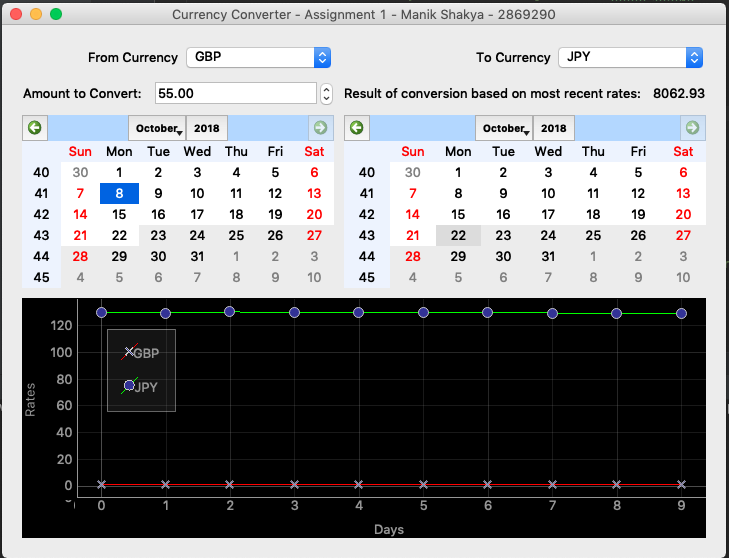 Currency Converter - Assignment 1 - Manik Shakya - 2869290
From Currency GBP To Currency JPY
Amount to Convert: 55.00 Result of conversion based on most recent rates: 8062.93
October 2018 October 2018
Sun Mon Tue Wed Thu Fri Sat Sun Mon Tue Wed Thu Fri Sat
40 30 1 2 3 4 5 6 40 30 1 2 3 4 5 6
41 7 8 9 10 11 12 13 41 7 8 9 10 11 12 13
42 14 15 16 17 18 19 20 42 14 15 16 17 18 19 20
43 21 22 23 24 25 26 27 43 21 22 23 24 25 26 27
44 28 29 30 31 1 2 3 44 28 29 30 31 1 2 3
45 4 5 6 7 8 9 10 45 4 5 6 7 8 9 10
120
100
80
60
40
20
0
Rates
GBP
JPY
0 1 2 3 4 5 6 7 8 9
Days